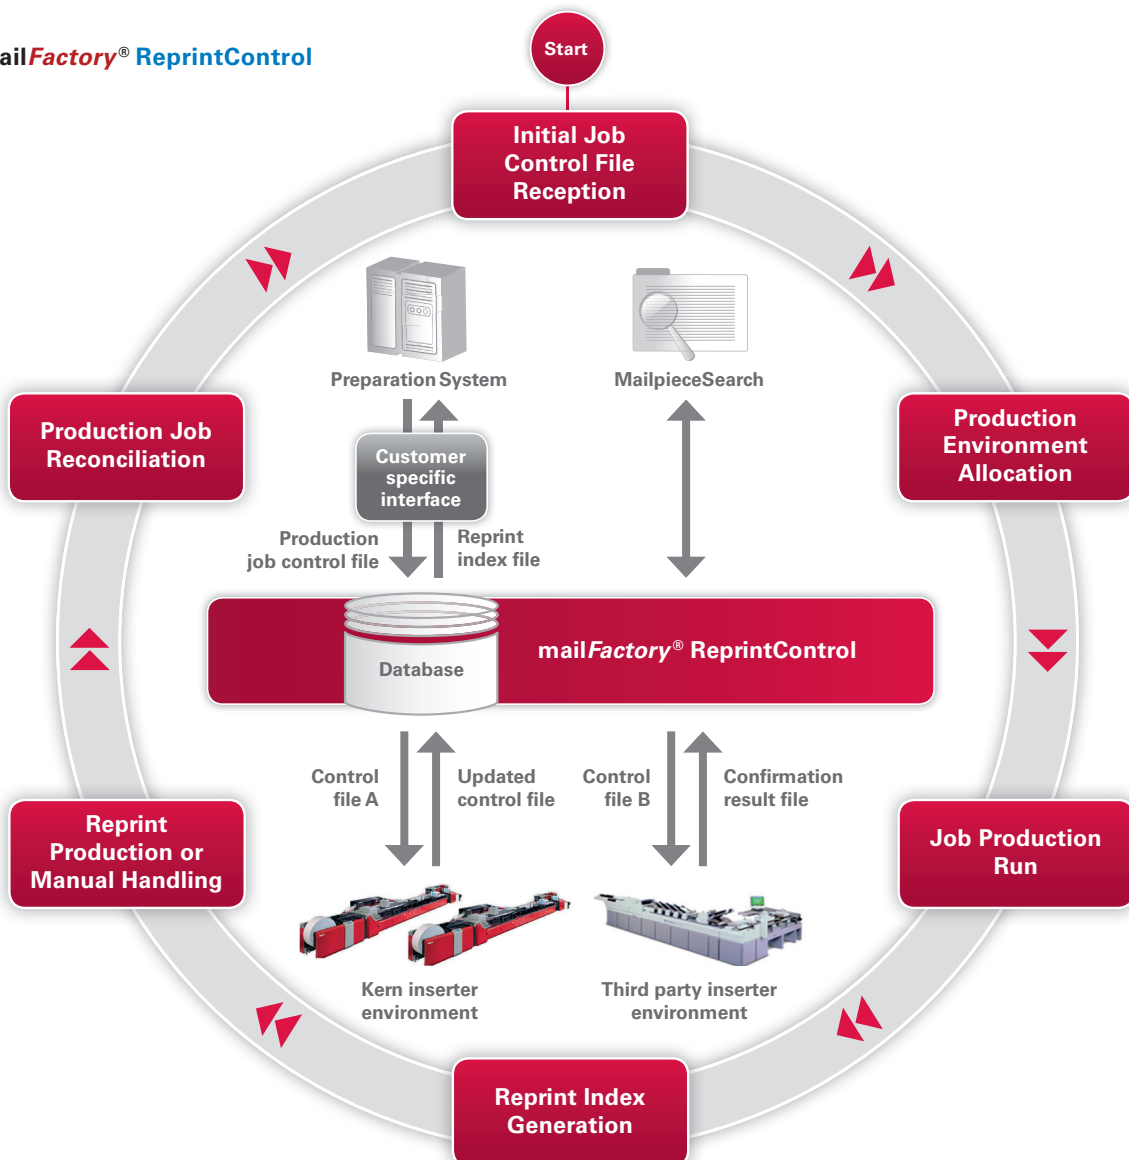 ailFactory® ReprintControl
Start
Initial Job
Control File
Reception
Preparation System
MailpieceSearch
Production Job
Reconciliation
Customer
specific
interface
Production
Environment
Allocation
Production
job control file
Reprint
index file
mailFactory® ReprintControl
Database
Control
file A
Updated
control file
Control
file B
Confirmation
result file
Reprint
Production or
Manual Handling
Job Production
Run
Kern inserter
environment
Third party inserter
environment
Reprint Index
Generation